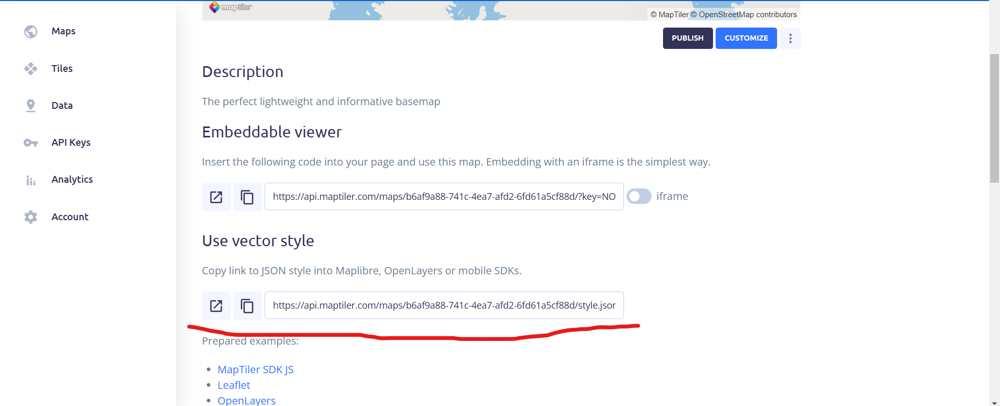 maptiler
© MapTiler © OpenStreetMap contributors
Maps
Tiles
Data
API Keys
Analytics
Account
PUBLISH
CUSTOMIZE
Description
The perfect lightweight and informative basemap
Embeddable viewer
Insert the following code into your page and use this map. Embedding with an iframe is the simplest way.
https://api.maptiler.com/maps/b6af9a88-741c-4ea7-afd2-6fd61a5cf88d/?key=NO
iframe
Use vector style
Copy link to JSON style into Maplibre, OpenLayers or mobile SDKs.
https://api.maptiler.com/maps/b6af9a88-741c-4ea7-afd2-6fd61a5cf88d/style.jsor
Prepared examples:
MapTiler SDK JS
Leaflet
OpenLayers